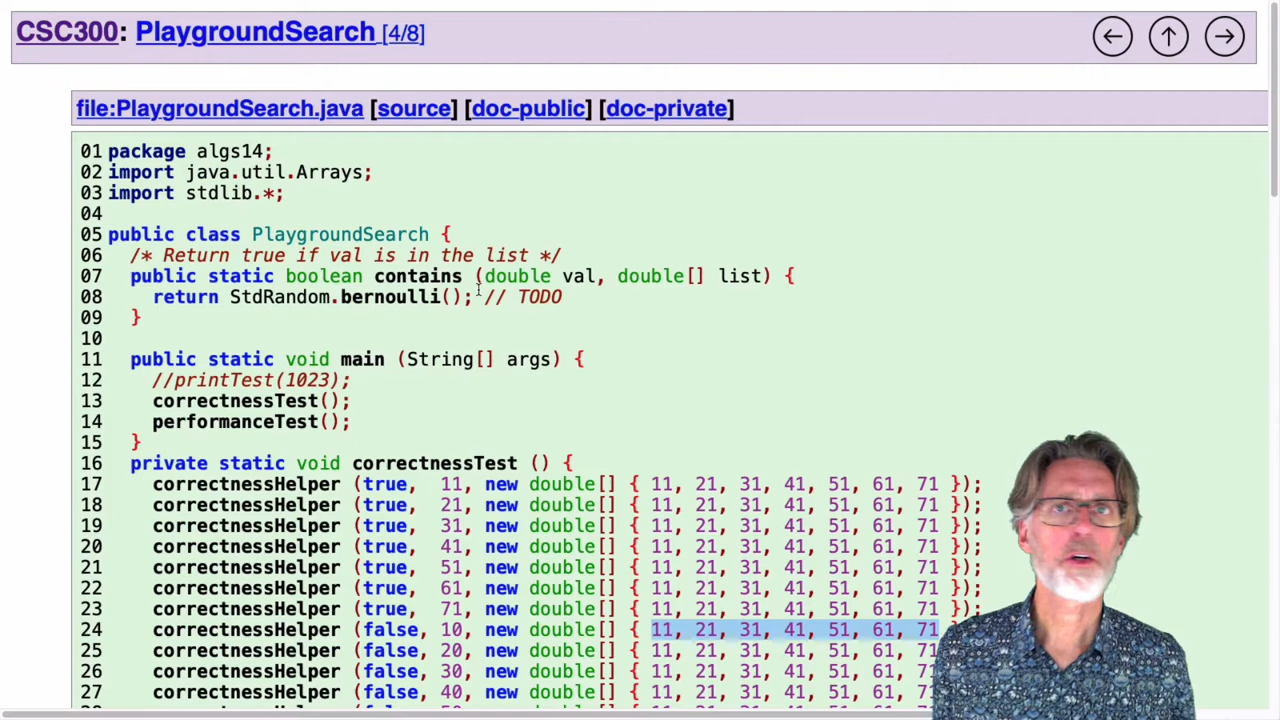 CSC300: PlaygroundSearch [4/8]
file:PlaygroundSearch.java [source] [doc-public] [doc-private]
01 package algs14;
02 import java.util.Arrays;
03 import stdlib.*;
04
05 public class PlaygroundSearch {
06   /* Return true if val is in the list */
07   public static boolean contains (double val, double[] list) {
08     return StdRandom.bernoulli(); // TODO
09   }
10
11   public static void main (String[] args) {
12     //printTest(1023);
13     correctnessTest();
14     performanceTest();
15   }
16   private static void correctnessTest () {
17     correctnessHelper (true,  11, new double[] { 11, 21, 31, 41, 51, 61, 71 });
18     correctnessHelper (true,  21, new double[] { 11, 21, 31, 41, 51, 61, 71 });
19     correctnessHelper (true,  31, new double[] { 11, 21, 31, 41, 51, 61, 71 });
20     correctnessHelper (true,  41, new double[] { 11, 21, 31, 41, 51, 61, 71 });
21     correctnessHelper (true,  51, new double[] { 11, 21, 31, 41, 51, 61, 71 });
22     correctnessHelper (true,  61, new double[] { 11, 21, 31, 41, 51, 61, 71 });
23     correctnessHelper (true,  71, new double[] { 11, 21, 31, 41, 51, 61, 71 });
24     correctnessHelper (false, 10, new double[] { 11, 21, 31, 41, 51, 61, 71
25     correctnessHelper (false, 20, new double[] { 11, 21, 31, 41, 51, 61, 71
26     correctnessHelper (false, 30, new double[] { 11, 21, 31, 41, 51, 61, 71
27     correctnessHelper (false, 40, new double[] { 11, 21, 31, 41, 51, 61, 71